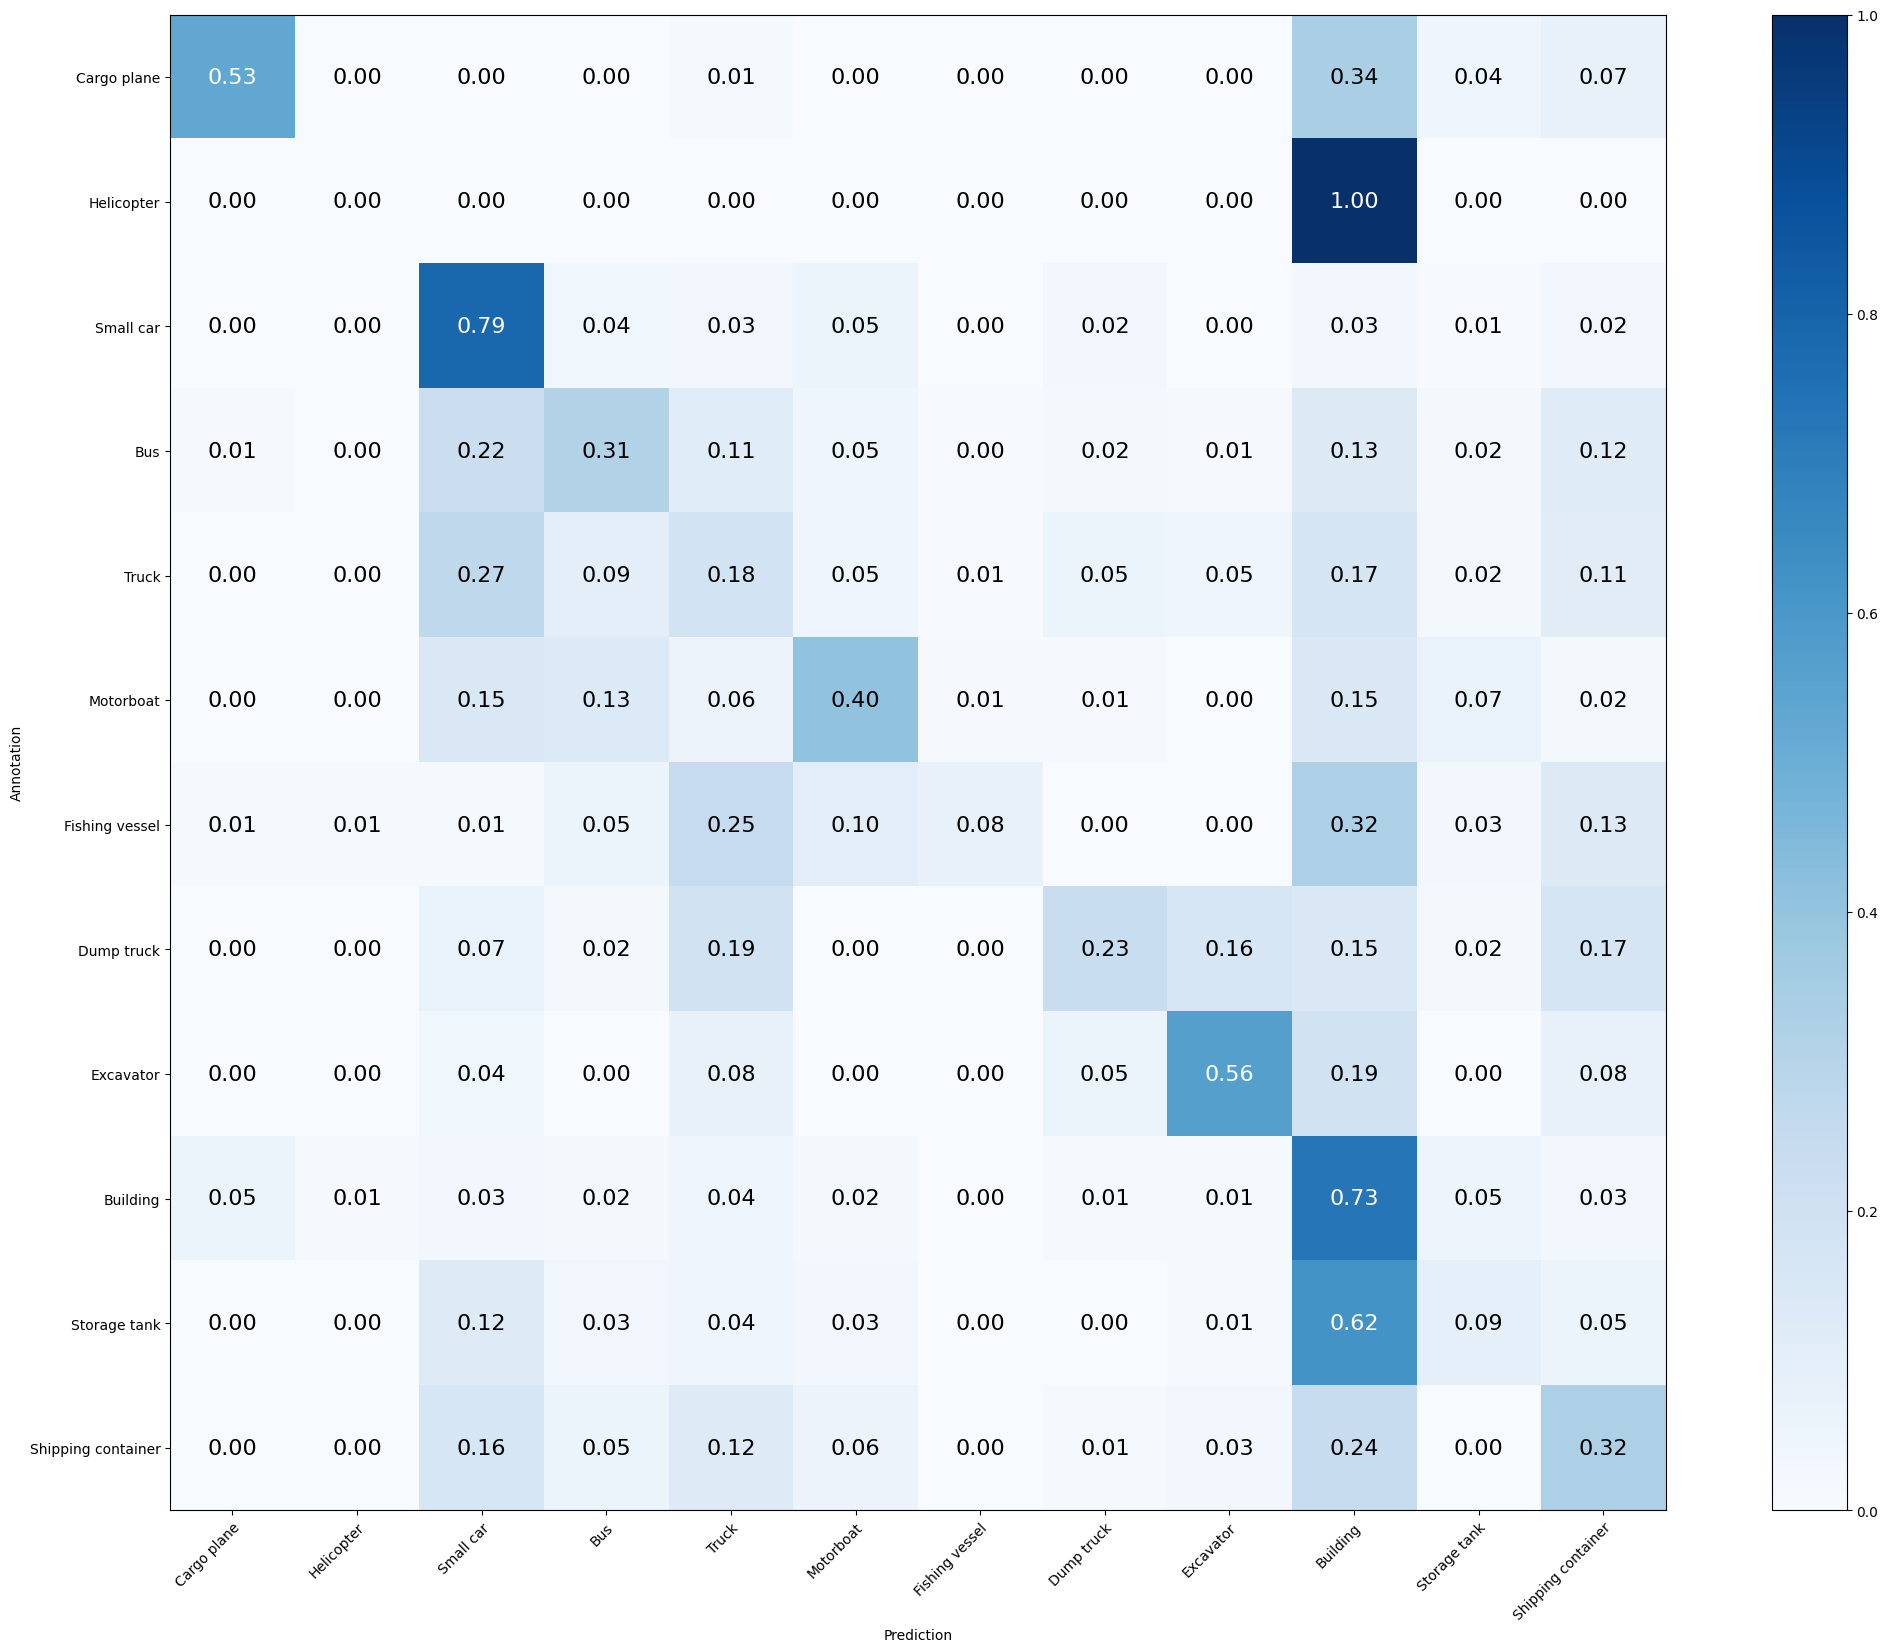 Cargo plane 0.53 0.00 0.00 0.00 0.01 0.00 0.00 0.00 0.00 0.34 0.04 0.07
Helicopter 0.00 0.00 0.00 0.00 0.00 0.00 0.00 0.00 0.00 1.00 0.00 0.00
Small car 0.00 0.00 0.79 0.04 0.03 0.05 0.00 0.02 0.00 0.03 0.01 0.02
Bus 0.01 0.00 0.22 0.31 0.11 0.05 0.00 0.02 0.01 0.13 0.02 0.12
Truck 0.00 0.00 0.27 0.09 0.18 0.05 0.01 0.05 0.05 0.17 0.02 0.11
Motorboat 0.00 0.00 0.15 0.13 0.06 0.40 0.01 0.01 0.00 0.15 0.07 0.02
Fishing vessel 0.01 0.01 0.01 0.05 0.25 0.10 0.08 0.00 0.00 0.32 0.03 0.13
Dump truck 0.00 0.00 0.07 0.02 0.19 0.00 0.00 0.23 0.16 0.15 0.02 0.17
Excavator 0.00 0.00 0.04 0.00 0.08 0.00 0.00 0.05 0.56 0.19 0.00 0.08
Building 0.05 0.01 0.03 0.02 0.04 0.02 0.00 0.01 0.01 0.73 0.05 0.03
Storage tank 0.00 0.00 0.12 0.03 0.04 0.03 0.00 0.00 0.01 0.62 0.09 0.05
Shipping container 0.00 0.00 0.16 0.05 0.12 0.06 0.00 0.01 0.03 0.24 0.00 0.32
Annotation
Cargo plane
Helicopter
Small car
Bus
Truck
Motorboat
Fishing vessel
Dump truck
Excavator
Building
Storage tank
Shipping container
Prediction
1.0
0.8
0.6
0.4
0.2
0.0